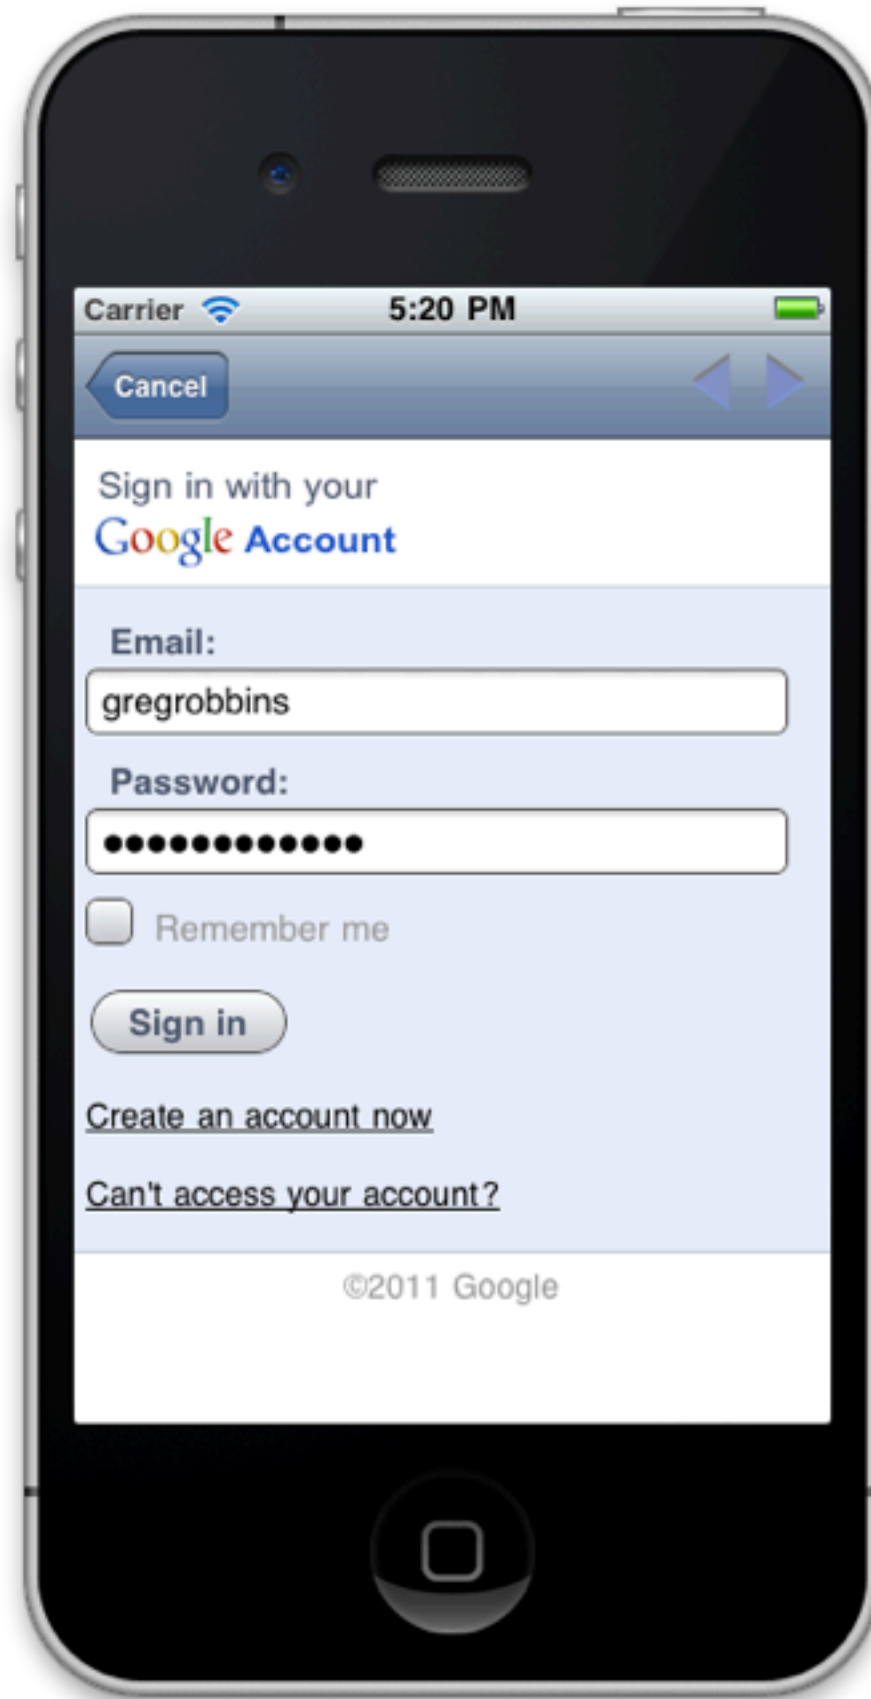 Carrier 5:20 PM
Cancel
Sign in with your
Google Account
Email:
gregrobbins
Password:
●●●●●●●●●●●●
Remember me
Sign in
Create an account now
Can't access your account?
©2011 Google